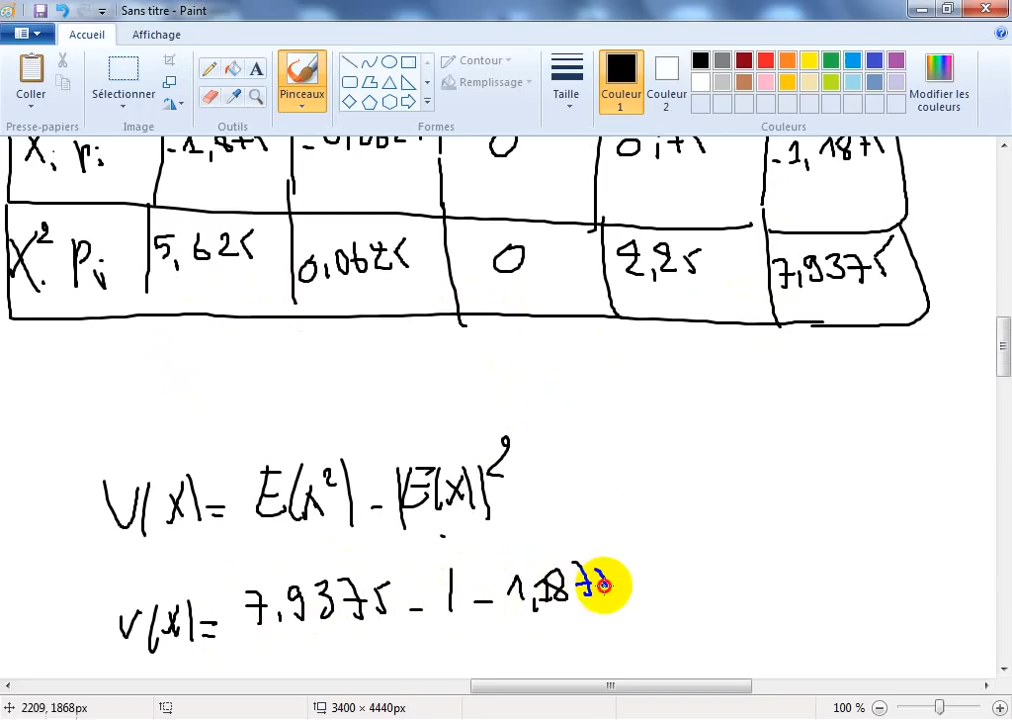 Sans titre - Paint
Accueil Affichage
Coller Sélectionner Pinceaux Contour Remplissage Taille Couleur 1 Couleur 2 Modifier les couleurs
Presse-papiers Image Outils Formes Couleurs
0
X² Pi 5,625 0,0625 0 2,25 7,9375
V(X) = E(X²) - (E(X))²
V(X) = 7,9375 - ( - 1,187
2209, 1868px 3400 × 4440px 100 %